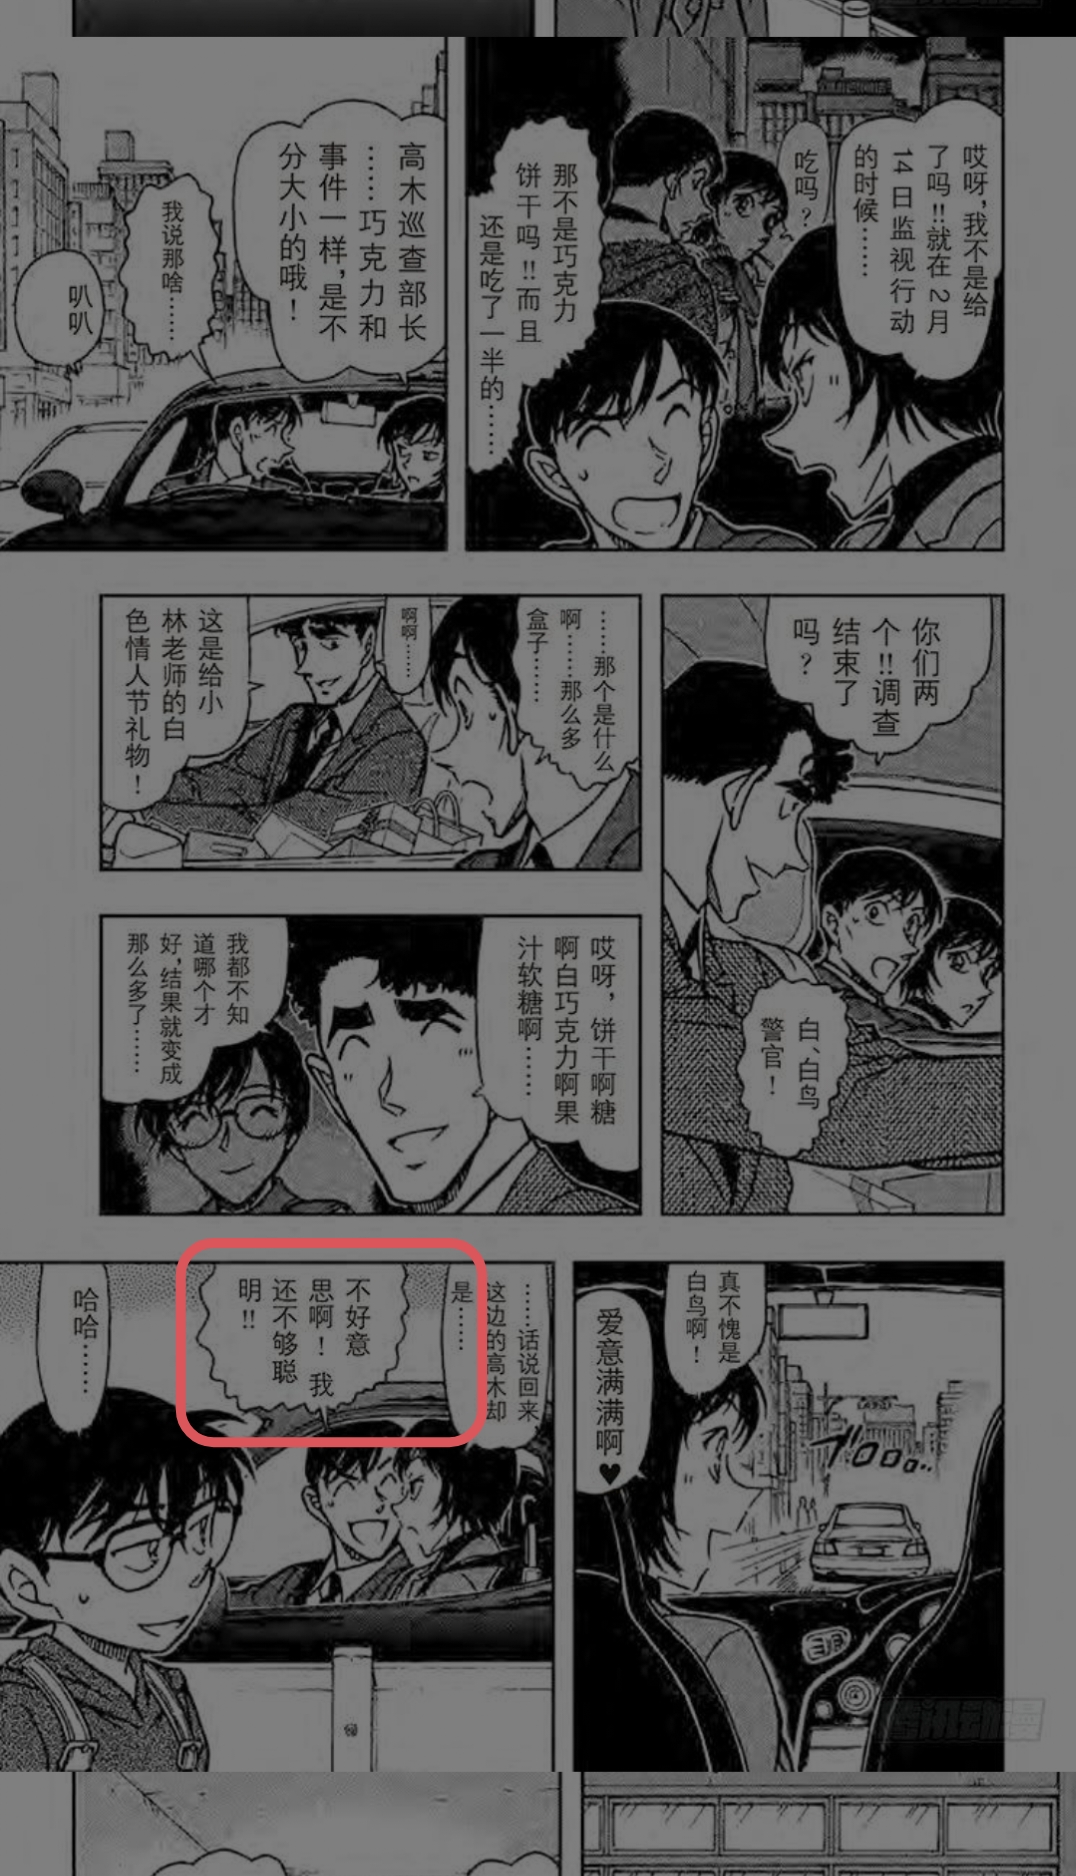 哎呀，我不是给
了吗!!就在2月
14日监视行动
的时候……
吃吗？
那不是巧克力
饼干吗!!而且
还是吃了一半的……
高木巡查部长
……巧克力和
事件一样，是不
分大小的哦！
我说那啥……
叭叭
你们两
个!!调查
结束了
吗？
白、白鸟
警官！
……那个是什么
啊……那么多
盒子……
啊啊……
这是给小
林老师的白
色情人节礼物！
哎呀，饼干啊糖
啊白巧克力啊果
汁软糖啊……
我都不知
道哪个才
好，结果就变成
那么多了……
真不愧是
白鸟啊！
爱意满满啊♥
ブロロロ..
……话说回来
这边的高木却
是……
不好意
思啊！我
还不够聪
明!!
哈哈……
腾讯动漫